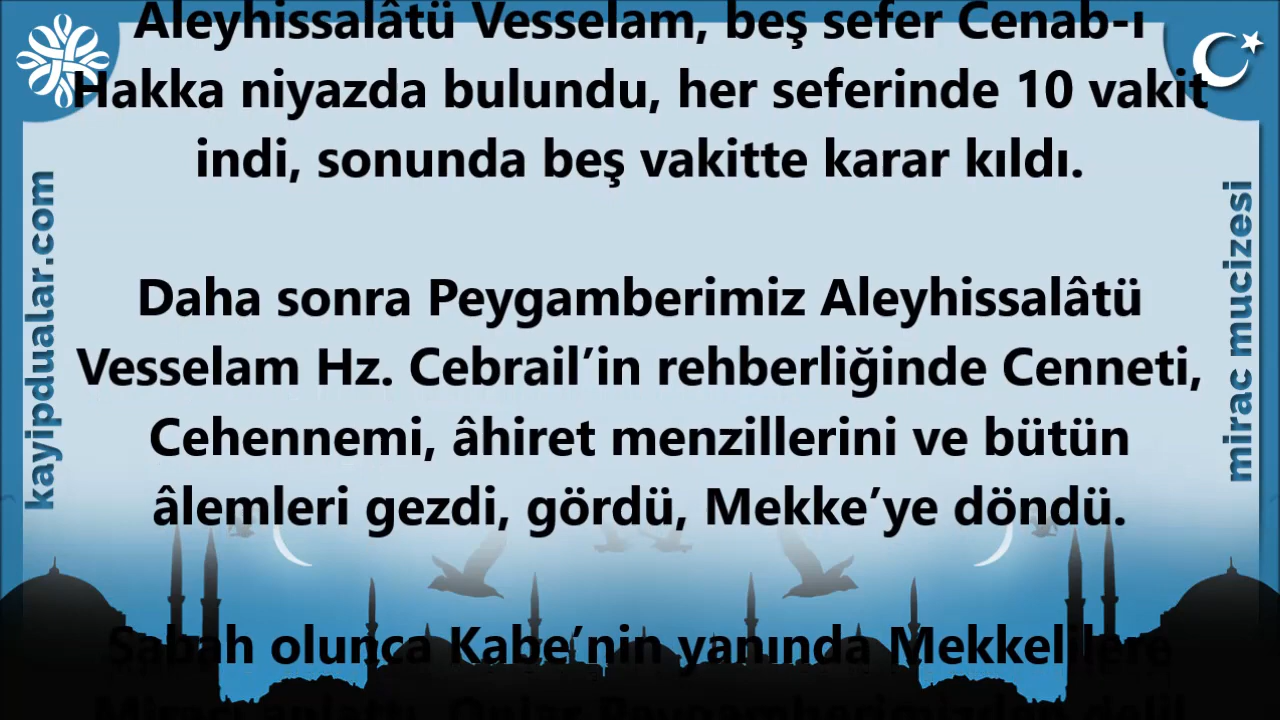 Aleyhissalâtü Vesselam, beş sefer Cenab-ı
Hakka niyazda bulundu, her seferinde 10 vakit
indi, sonunda beş vakitte karar kıldı.
Daha sonra Peygamberimiz Aleyhissalâtü
Vesselam Hz. Cebrail’in rehberliğinde Cenneti,
Cehennemi, âhiret menzillerini ve bütün
âlemleri gezdi, gördü, Mekke’ye döndü.
Sabah olunca Kabe’nin yanında Mekkelilere
kayipdualar.com
mirac mucizesi